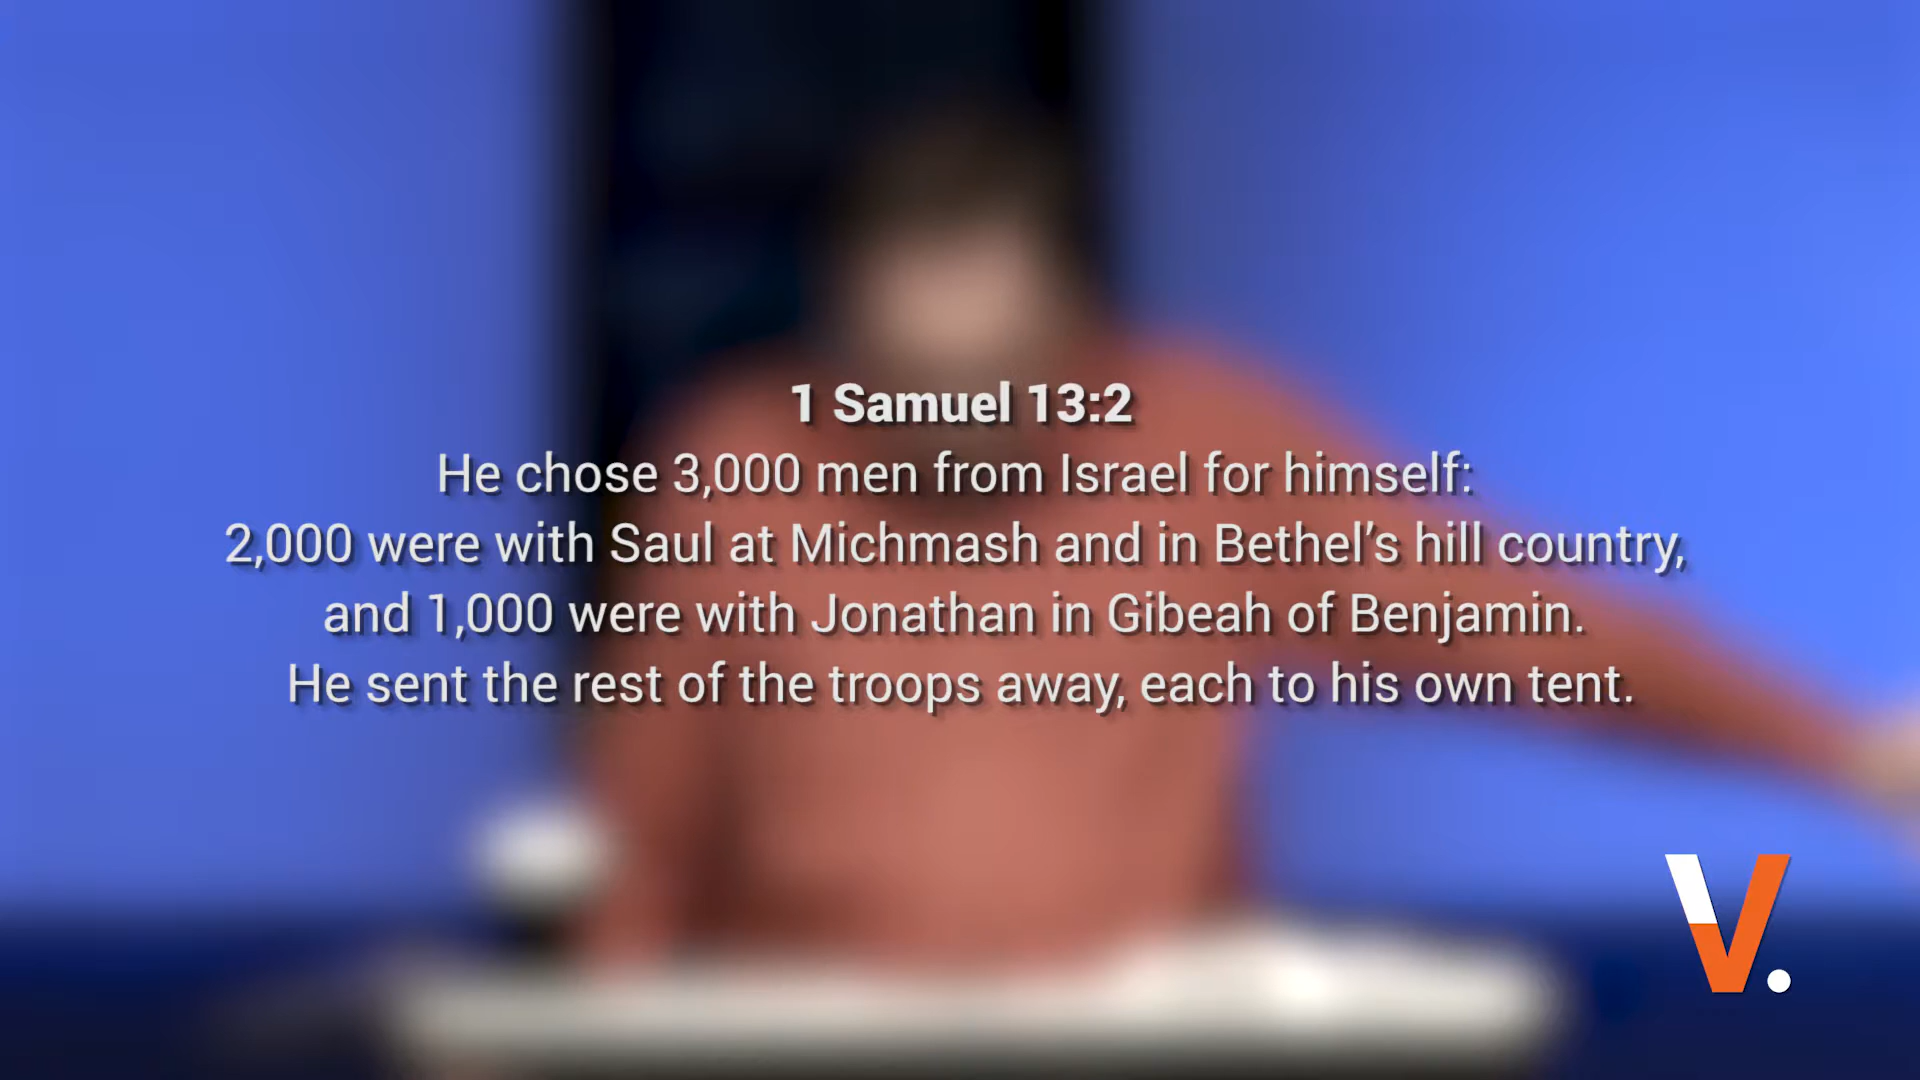 1 Samuel 13:2
He chose 3,000 men from Israel for himself:
2,000 were with Saul at Michmash and in Bethel’s hill country,
and 1,000 were with Jonathan in Gibeah of Benjamin.
He sent the rest of the troops away, each to his own tent.
V.